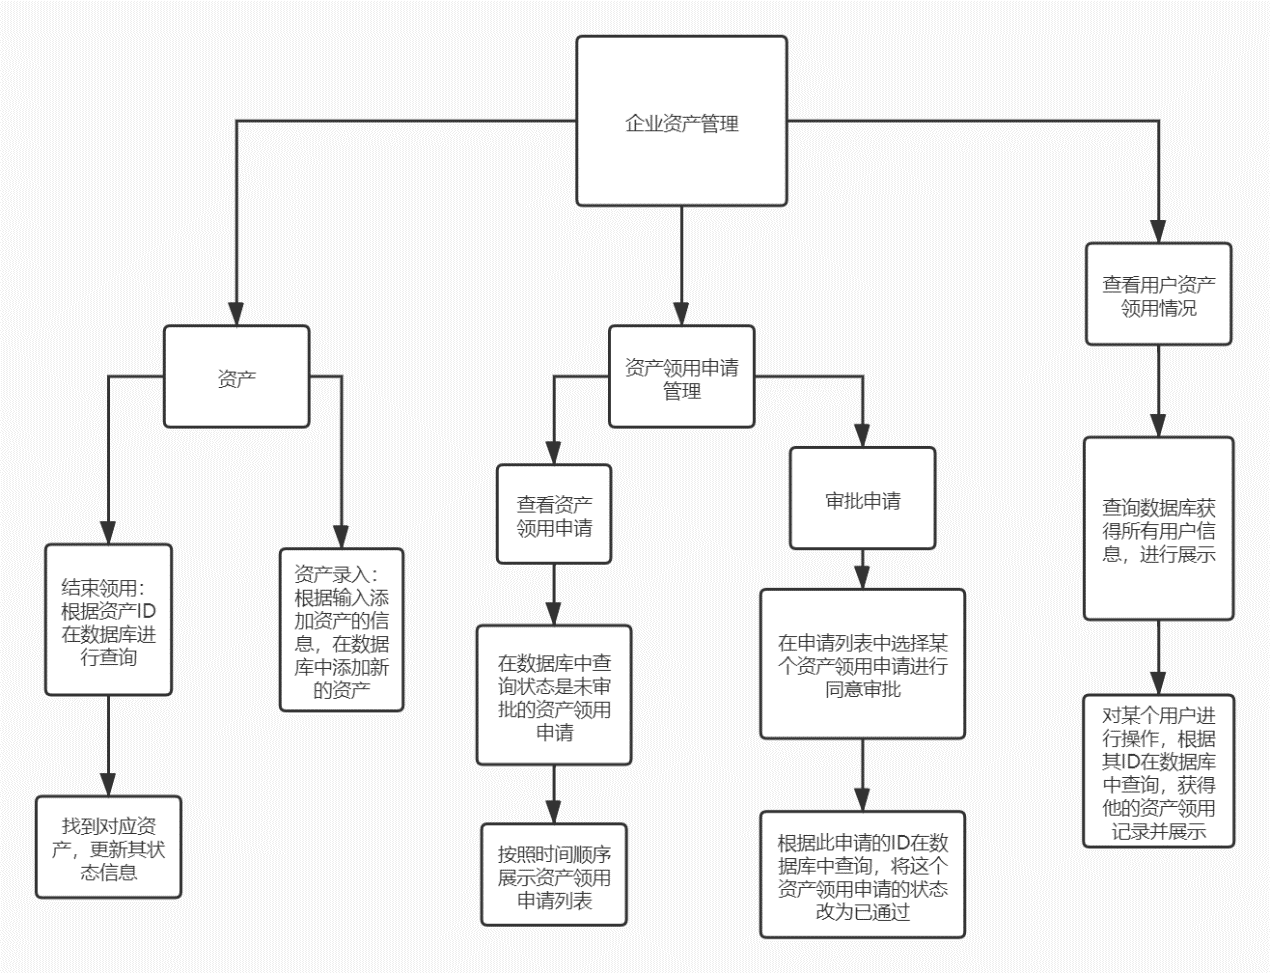 企业资产管理
查看用户资产
领用情况
资产
资产领用申请
管理
查看资产
领用申请
审批申请
查询数据库获
得所有用户信
息，进行展示
结束领用：
根据资产ID
在数据库进
行查询
资产录入：
根据输入添
加资产的信
息，在数据
库中添加新
的资产
在数据库中查
询状态是未审
批的资产领用
申请
在申请列表中选择某
个资产领用申请进行
同意审批
对某个用户进
行操作，根据
其ID在数据库
中查询，获得
他的资产领用
记录并展示
找到对应资
产，更新其状
态信息
按照时间顺序
展示资产领用
申请列表
根据此申请的ID在数
据库中查询，将这个
资产领用申请的状态
改为已通过